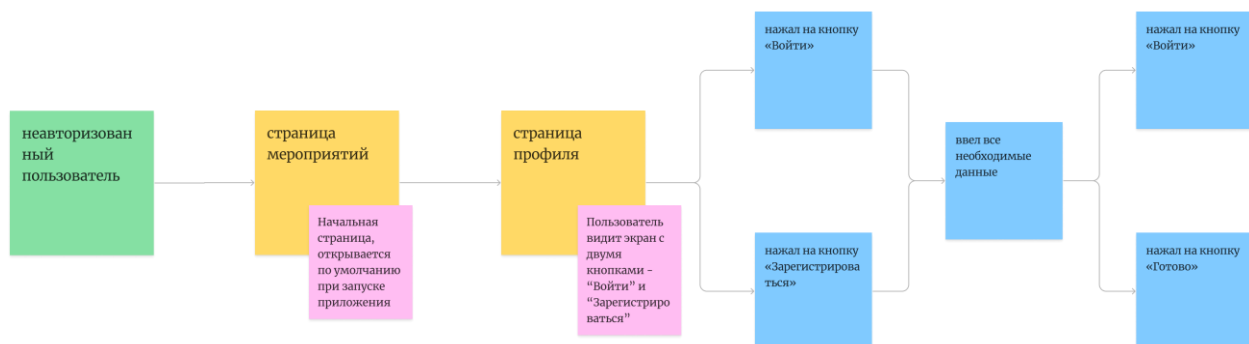 неавторизован
ный
пользователь
страница
мероприятий
Начальная
страница,
открывается
по умолчанию
при запуске
приложения
страница
профиля
Пользователь
видит экран с
двумя
кнопками -
“Войти” и
“Зарегистриро
ваться”
нажал на кнопку
«Войти»
нажал на кнопку
«Зарегистрирова
ться»
ввел все
необходимые
данные
нажал на кнопку
«Войти»
нажал на кнопку
«Готово»